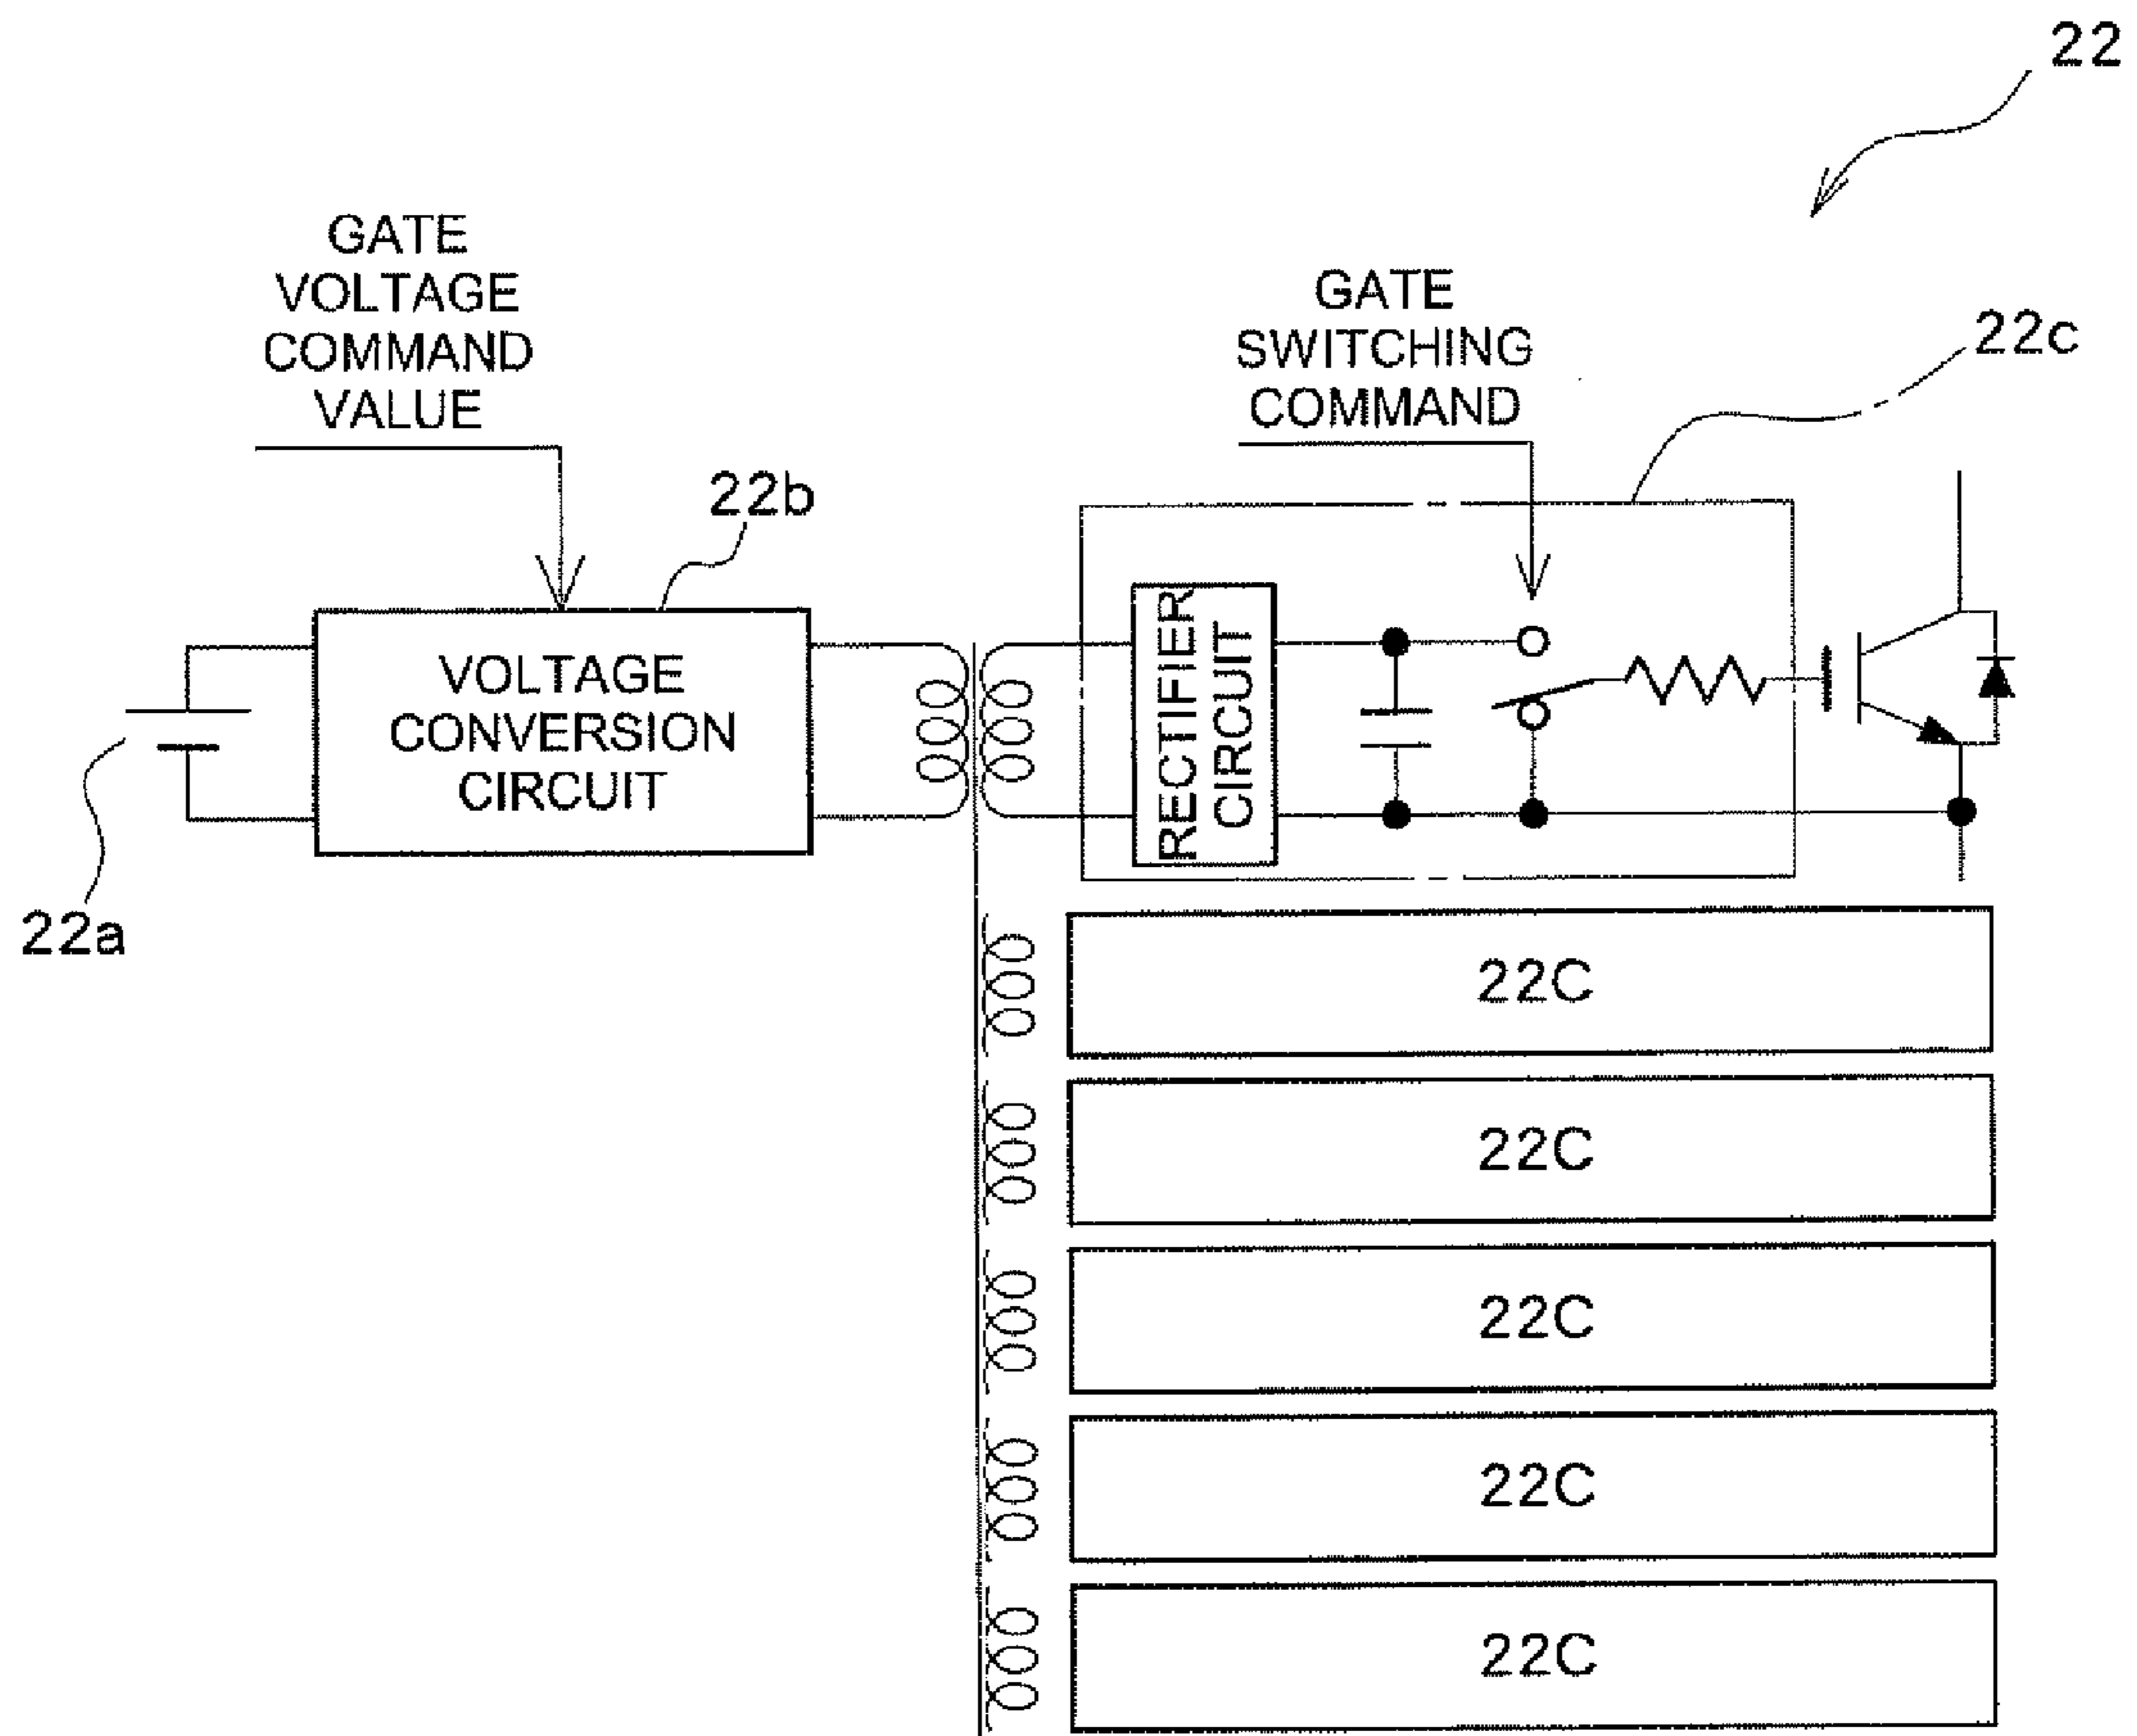 22
GATE
VOLTAGE
COMMAND
VALUE
GATE
SWITCHING
COMMAND
22c
22b
VOLTAGE
CONVERSION
CIRCUIT
RECTIFIER
CIRCUIT
22a
22C
22C
22C
22C
22C